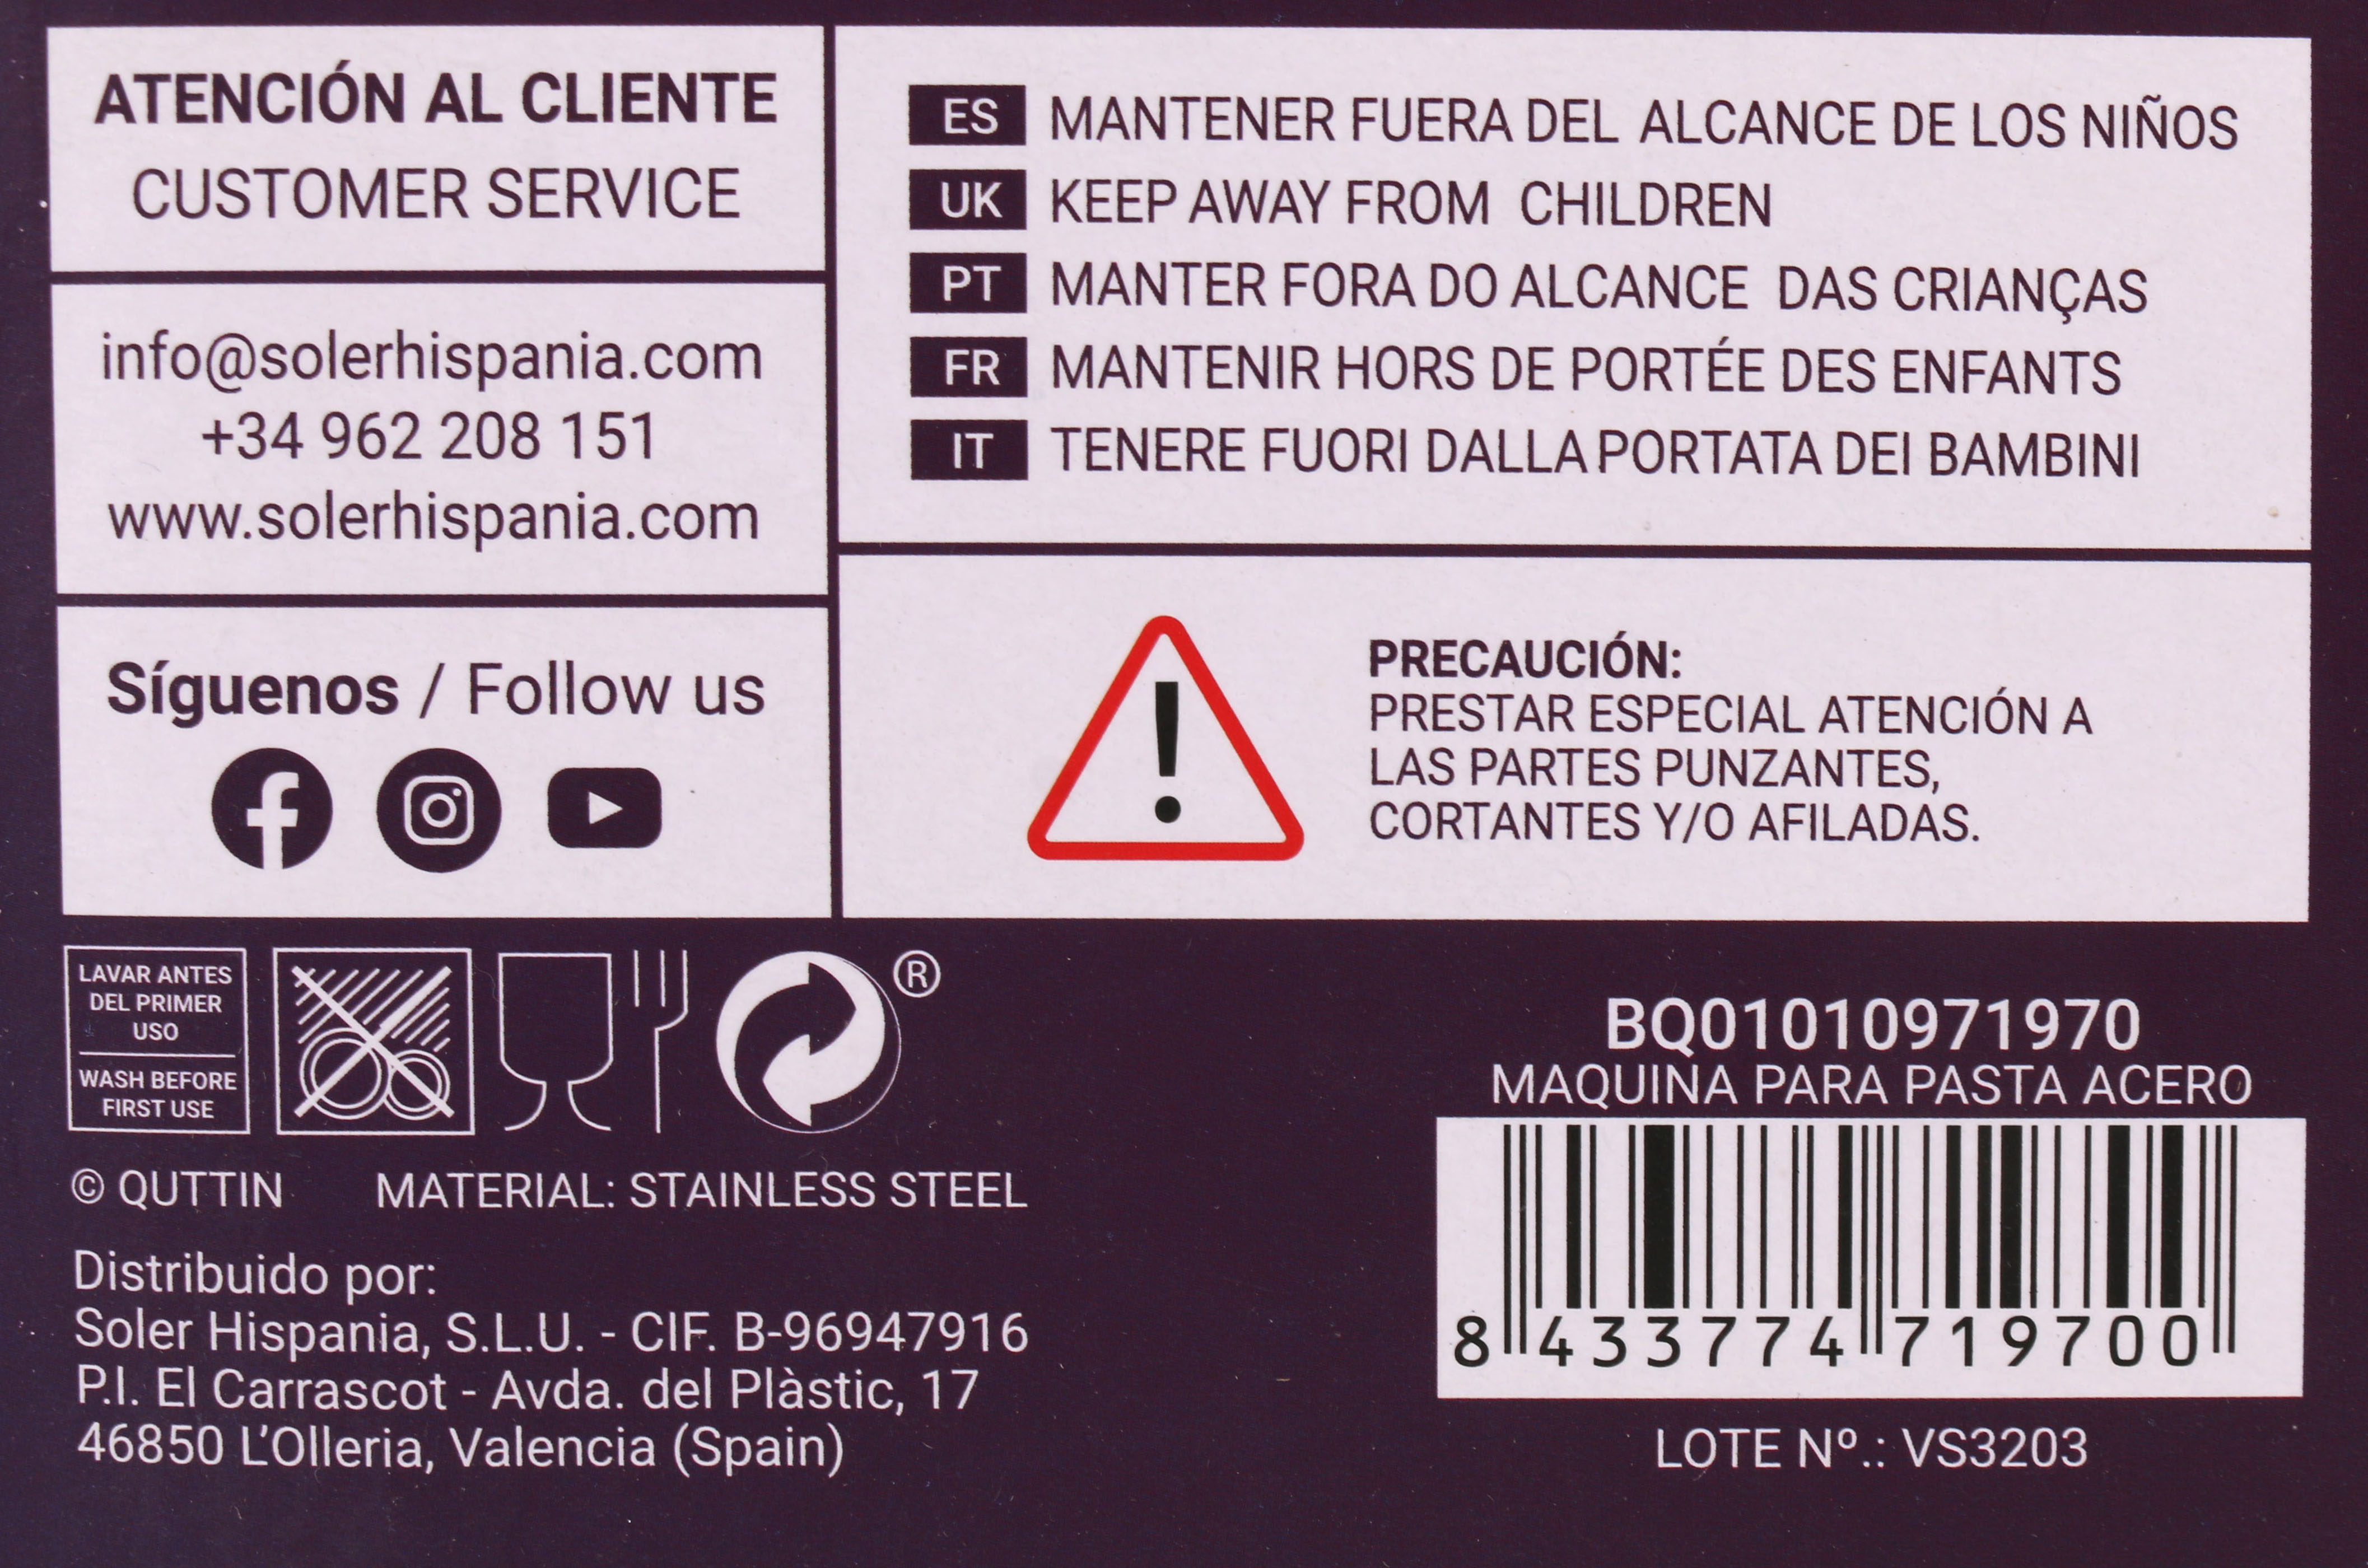 ATENCIÓN AL CLIENTE
CUSTOMER SERVICE
info@solerhispania.com
+34 962 208 151
www.solerhispania.com
Síguenos / Follow us
ES MANTENER FUERA DEL ALCANCE DE LOS NIÑOS
UK KEEP AWAY FROM CHILDREN
PT MANTER FORA DO ALCANCE DAS CRIANÇAS
FR MANTENIR HORS DE PORTÉE DES ENFANTS
IT TENERE FUORI DALLA PORTATA DEI BAMBINI
PRECAUCIÓN:
PRESTAR ESPECIAL ATENCIÓN A
LAS PARTES PUNZANTES,
CORTANTES Y/O AFILADAS.
LAVAR ANTES
DEL PRIMER
USO
WASH BEFORE
FIRST USE
®
© QUTTIN MATERIAL: STAINLESS STEEL
Distribuido por:
Soler Hispania, S.L.U. - CIF. B-96947916
P.I. El Carrascot - Avda. del Plàstic, 17
46850 L'Olleria, Valencia (Spain)
BQ01010971970
MAQUINA PARA PASTA ACERO
8 433774 719700
LOTE Nº.: VS3203